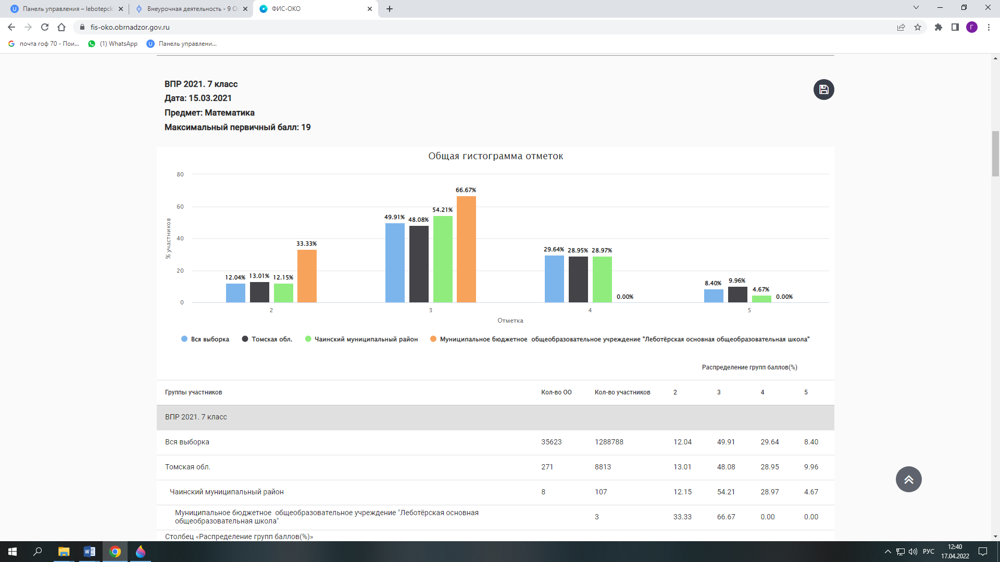 Панель управления – lebotepck
Внеурочная деятельность - 9 О
ФИС-ОКО
fis-oko.obrnadzor.gov.ru
Г
почта гоф 70 - Пои...
(1) WhatsApp
Панель управлени...
ВПР 2021. 7 класс
Дата: 15.03.2021
Предмет: Математика
Максимальный первичный балл: 19
Общая гистограмма отметок
% участников
80
60
40
20
0
12.04% 13.01% 12.15% 33.33%
49.91% 48.08% 54.21% 66.67%
29.64% 28.95% 28.97% 0.00%
8.40% 9.96% 4.67% 0.00%
2 3 4 5
Отметка
Вся выборка Томская обл. Чаинский муниципальный район Муниципальное бюджетное общеобразовательное учреждение "Леботёрская основная общеобразовательная школа"
Распределение групп баллов(%)
Группы участников Кол-во ОО Кол-во участников 2 3 4 5
ВПР 2021. 7 класс
Вся выборка 35623 1288788 12.04 49.91 29.64 8.40
Томская обл. 271 8813 13.01 48.08 28.95 9.96
Чаинский муниципальный район 8 107 12.15 54.21 28.97 4.67
Муниципальное бюджетное общеобразовательное учреждение "Леботёрская основная
общеобразовательная школа" 3 33.33 66.67 0.00 0.00
Столбец «Распределение групп баллов(%)»
РУС
12:40
17.04.2022